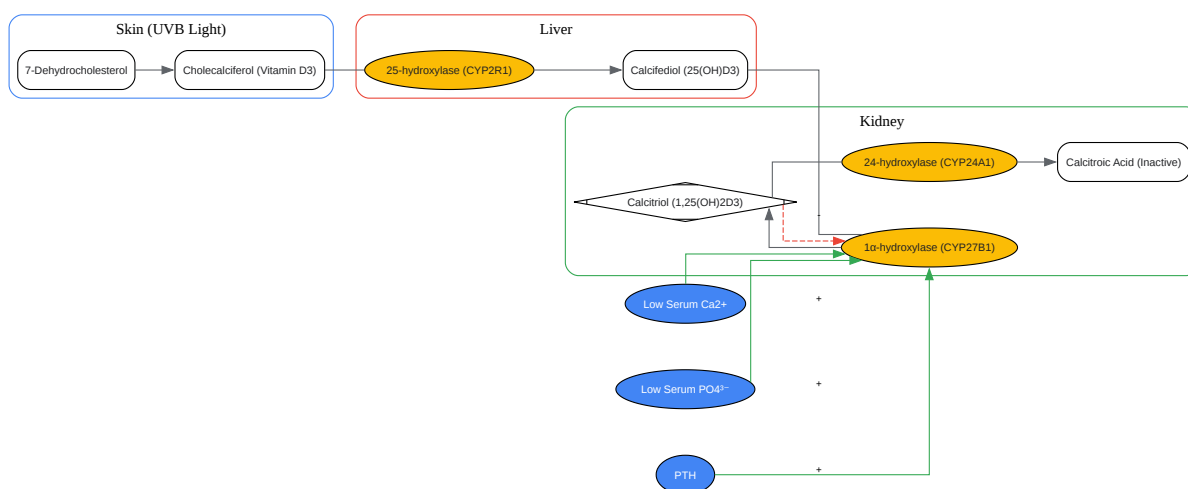 Skin (UVB Light)
Liver
7-Dehydrocholesterol
Cholecalciferol (Vitamin D3)
25-hydroxylase (CYP2R1)
Calcifediol (25(OH)D3)
Kidney
24-hydroxylase (CYP24A1)
Calcitroic Acid (Inactive)
Calcitriol (1,25(OH)2D3)
-
1α-hydroxylase (CYP27B1)
Low Serum Ca2+
+
Low Serum PO4³⁻
+
PTH
+